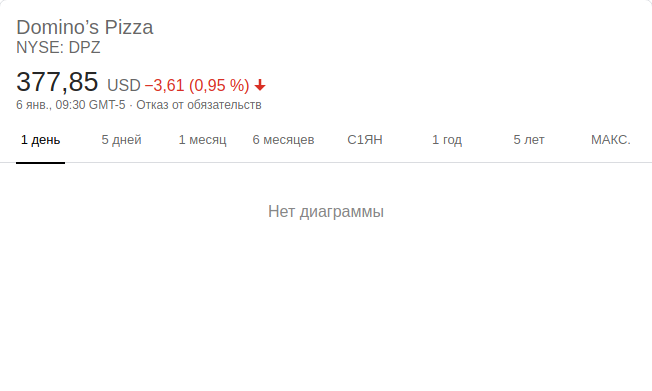 Domino’s Pizza
NYSE: DPZ
377,85 USD −3,61 (0,95 %)
6 янв., 09:30 GMT-5 · Отказ от обязательств
1 день 5 дней 1 месяц 6 месяцев С1ЯН 1 год 5 лет МАКС.
Нет диаграммы